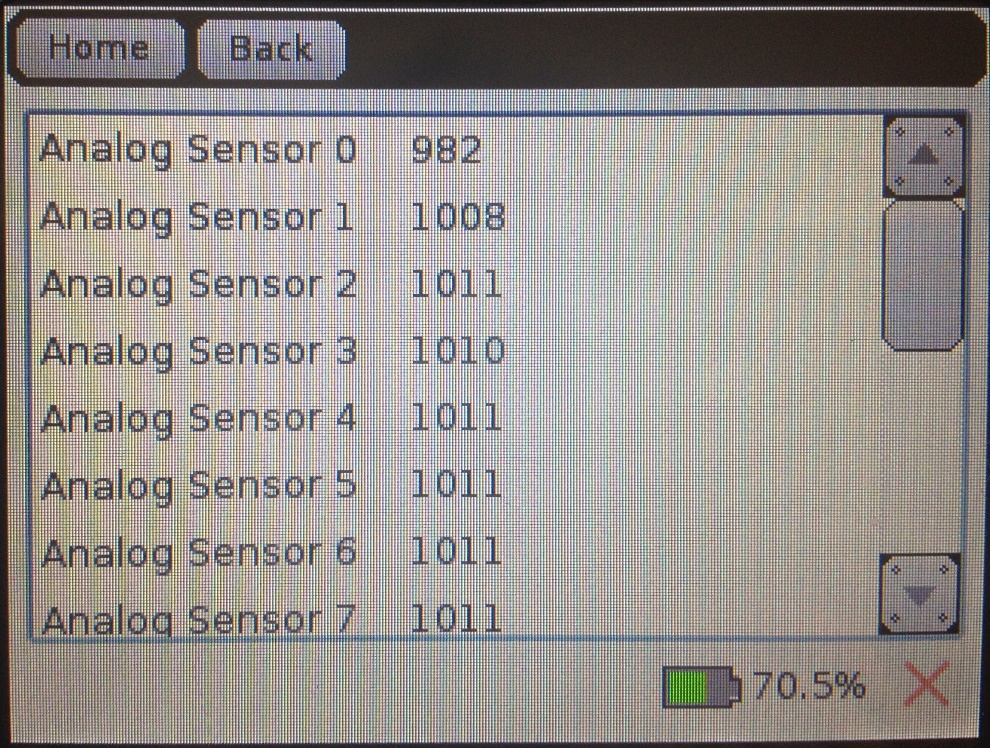 Home Back
Analog Sensor 0 982
Analog Sensor 1 1008
Analog Sensor 2 1011
Analog Sensor 3 1010
Analog Sensor 4 1011
Analog Sensor 5 1011
Analog Sensor 6 1011
Analog Sensor 7 1011
70.5%